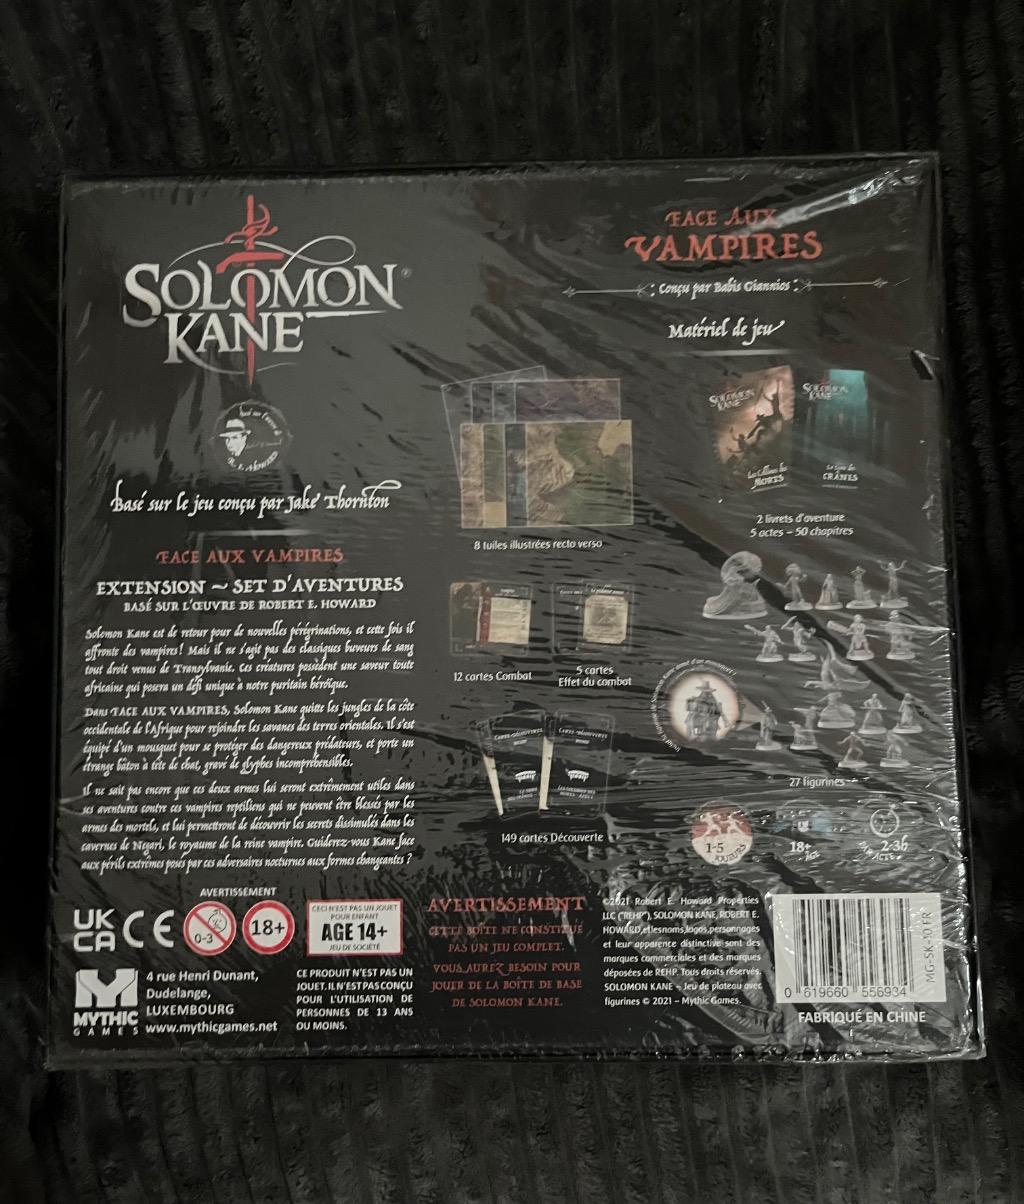 SOLOMON
KANE
Basé sur le jeu conçu par Jake Thornton
FACE AUX VAMPIRES
EXTENSION ~ SET D'AVENTURES
BASÉ SUR L'ŒUVRE DE ROBERT E. HOWARD
Solomon Kane est de retour pour de nouvelles pérégrinations, et cette fois il
affronte des vampires ! Mais il ne s'agit pas des classiques buveurs de sang
tout droit venus de Transylvanie. Ces créatures possèdent une saveur toute
africaine qui posera un défi unique à notre puritain héroïque.
Dans FACE AUX VAMPIRES, Solomon Kane quitte les jungles de la côte
occidentale de l'Afrique pour rejoindre les savanes des terres orientales. Il s'est
équipé d'un mousquet pour se protéger des dangereux prédateurs, et porte un
étrange bâton à tête de chat, gravé de glyphes incompréhensibles.
Il ne sait pas encore que ces deux armes lui seront extrêmement utiles dans
ses aventures contre ces vampires reptiliens qui ne peuvent être blessés par les
armes des mortels, et lui permettront de découvrir les secrets dissimulés dans les
cavernes de Negari, le royaume de la reine vampire. Guiderez-vous Kane face
aux périls extrêmes posés par ces adversaires nocturnes aux formes changeantes ?
FACE AUX
VAMPIRES
Conçu par Babis Giannios
Matériel de jeu
SOLOMON
KANE
Les Collines des
MORTS
SOLOMON
KANE
CRÂNES
8 tuiles illustrées recto verso
2 livrets d'aventure
5 actes – 50 chapitres
12 cartes Combat
5 cartes
Effet du combat
149 cartes Découverte
27 figurines
1-5
JOUEURS
18+
AGE
2-3h
AVERTISSEMENT
UK
CA
CE
0-3
18+
CECI N'EST PAS UN JOUET
POUR ENFANT
AGE 14+
JEU DE SOCIÉTÉ
MYTHIC
GAMES
4 rue Henri Dunant,
Dudelange,
LUXEMBOURG
www.mythicgames.net
CE PRODUIT N'EST PAS UN
JOUET. IL N'EST PAS CONÇU
POUR L'UTILISATION DE
PERSONNES DE 13 ANS
OU MOINS.
AVERTISSEMENT
CETTE BOÎTE NE CONSTITUE
PAS UN JEU COMPLET.
VOUS AUREZ BESOIN POUR
JOUER DE LA BOÎTE DE BASE
DE SOLOMON KANE.
©2021 Robert E. Howard Properties
LLC ("REHP"). SOLOMON KANE, ROBERT E.
HOWARD, et les noms, logos, personnages
et leur apparence distinctive sont des
marques commerciales et des marques
déposées de REHP. Tous droits réservés.
SOLOMON KANE – Jeu de plateau avec
figurines © 2021 – Mythic Games.
0 619660 556934
MG-SK-101FR
FABRIQUÉ EN CHINE